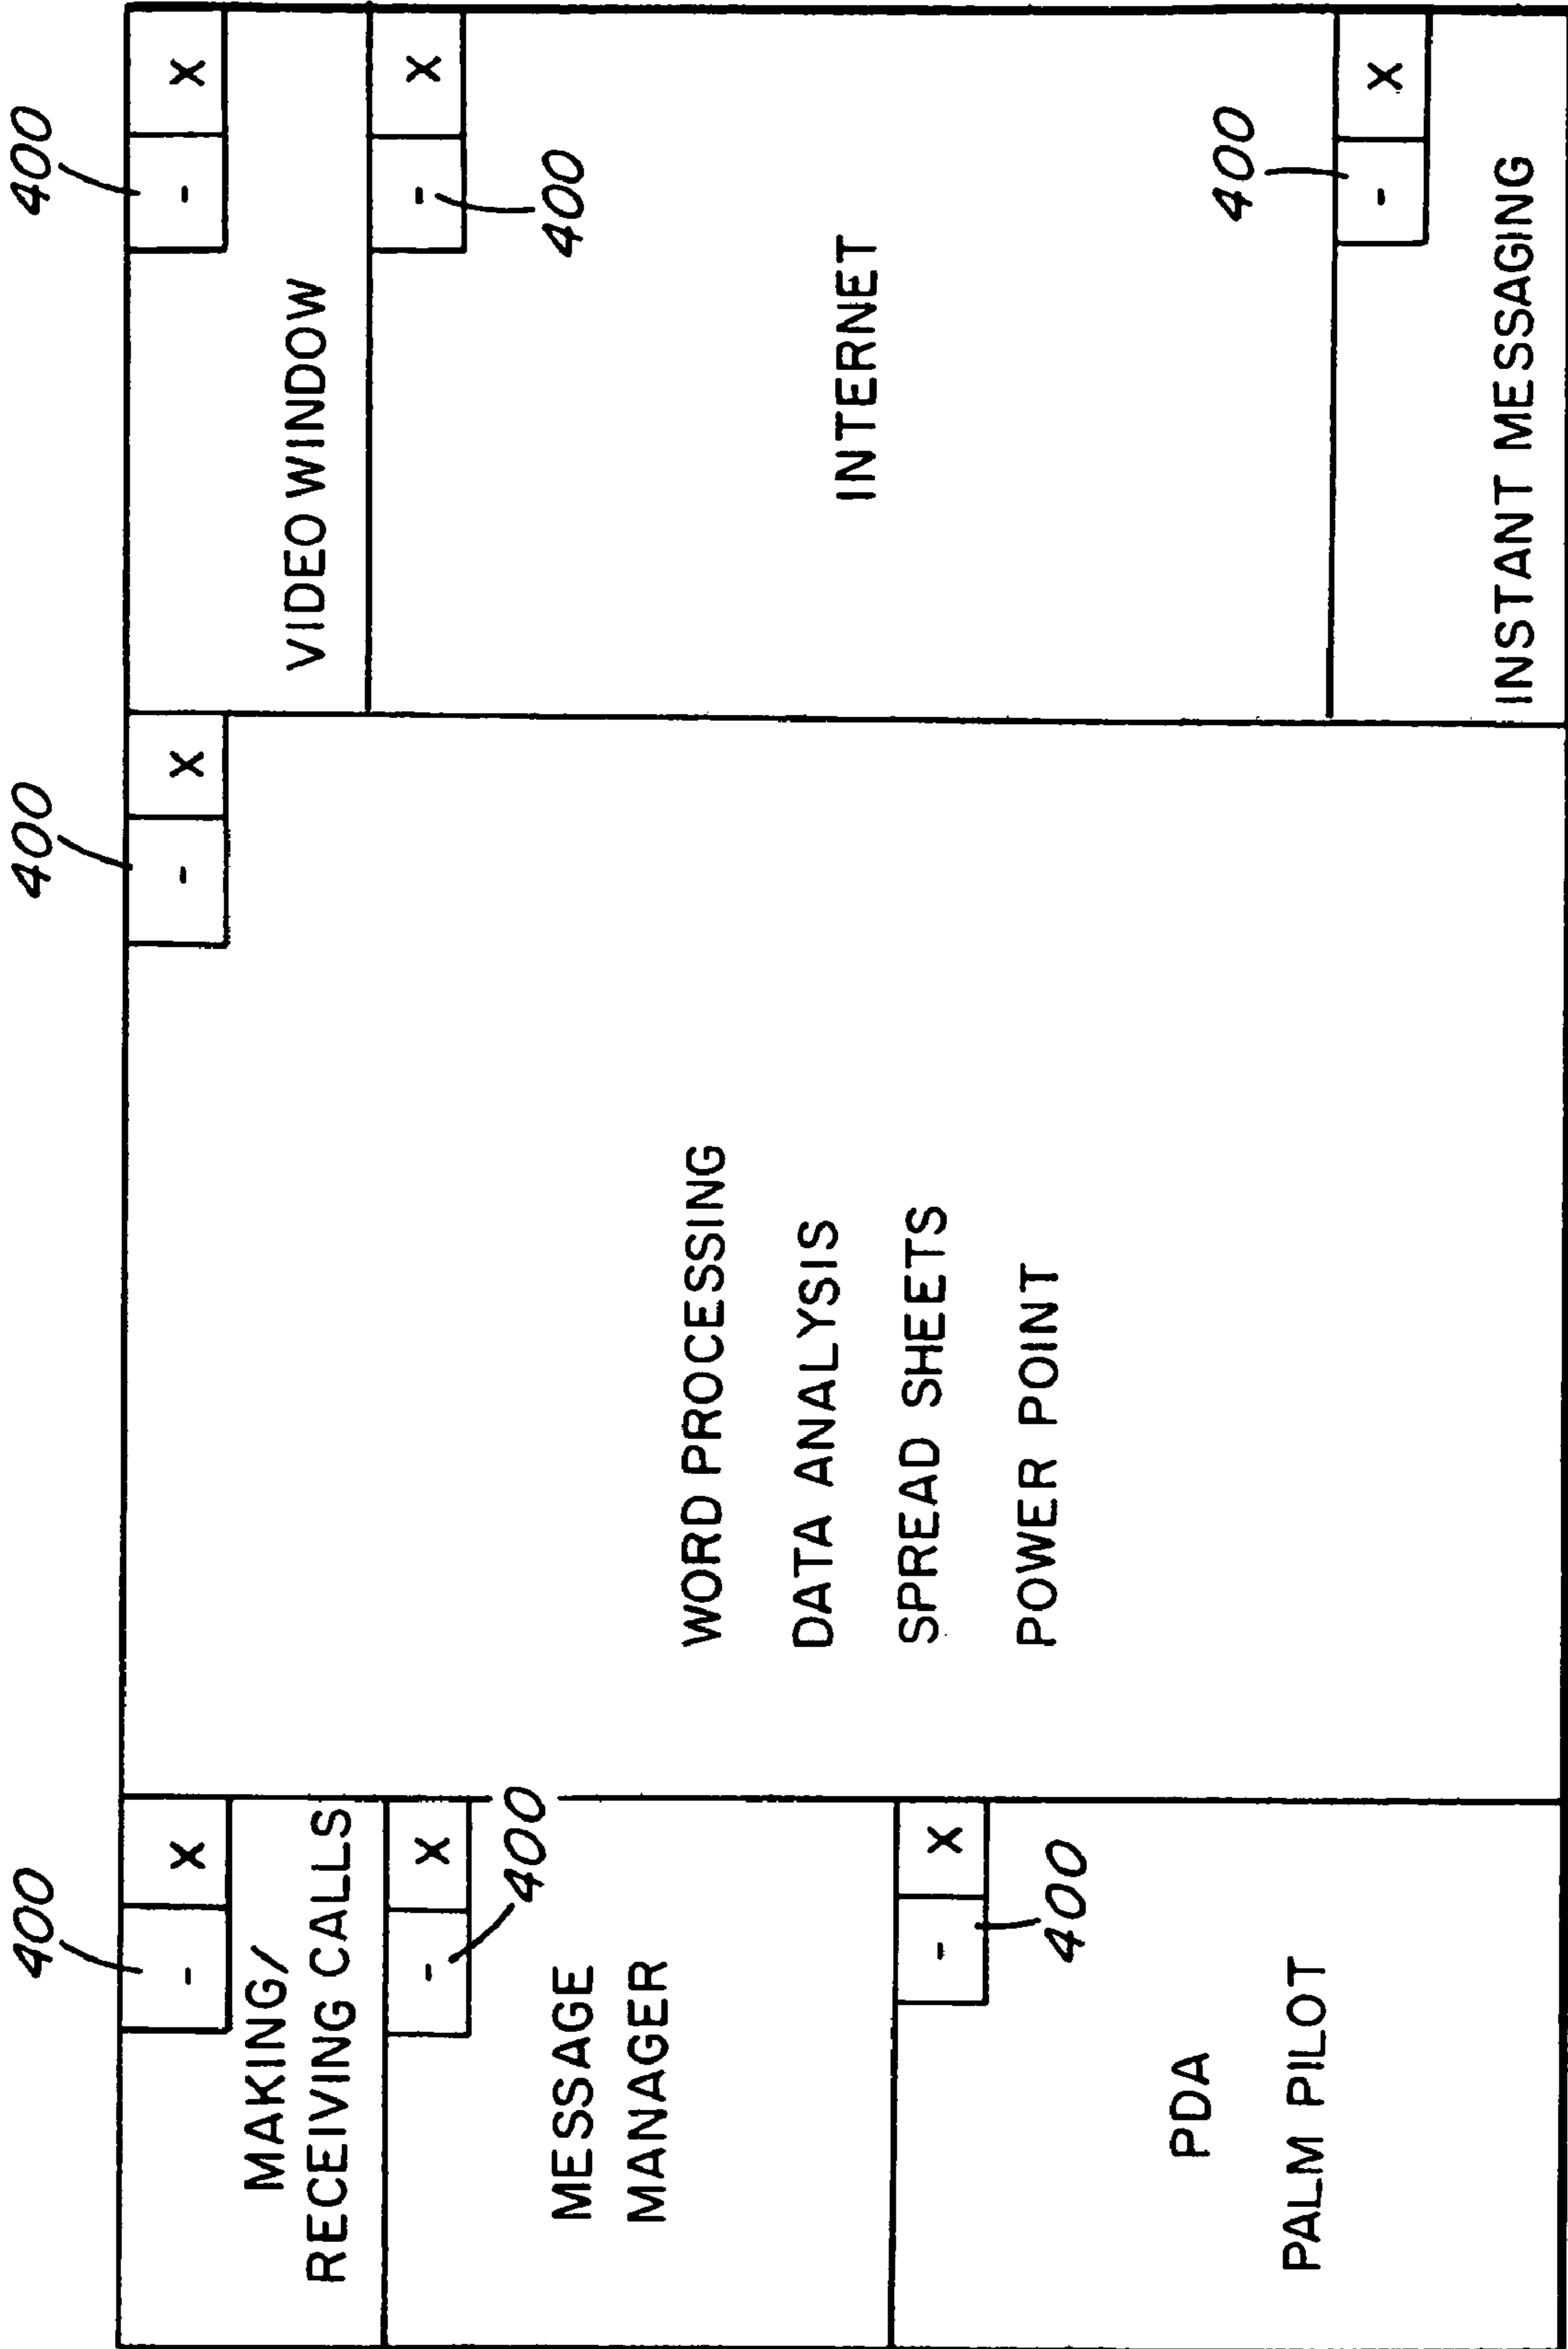 400
400
400
- X
- X
- X
MAKING/
RECEIVING CALLS
VIDEO WINDOW
- X
400
- X
400
MESSAGE
MANAGER
WORD PROCESSING
DATA ANALYSIS
SPREAD SHEETS
POWER POINT
INTERNET
- X
400
PDA
PALM PILOT
400
- X
INSTANT MESSAGING